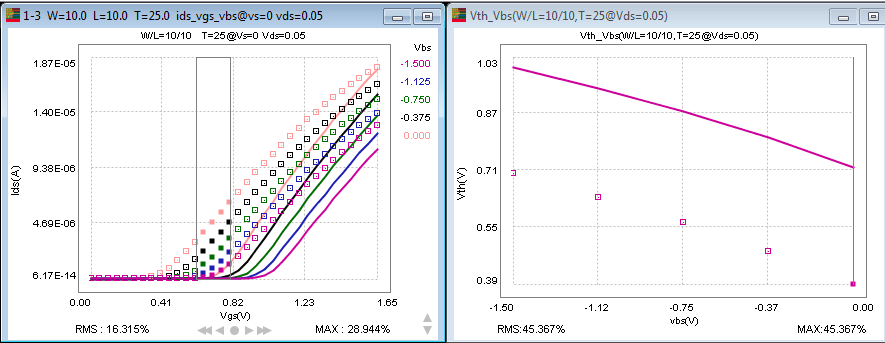 1-3 W=10.0 L=10.0 T=25.0 ids_vgs_vbs@vs=0 vds=0.05
W/L=10/10 T=25@Vs=0 Vds=0.05
Vbs
-1.500
-1.125
-0.750
-0.375
0.000
1.87E-05
1.40E-05
9.38E-06
4.69E-06
6.17E-14
Ids(A)
0.00 0.41 0.82 1.23 1.65
Vgs(V)
RMS : 16.315% MAX : 28.944%
Vth_Vbs(W/L=10/10,T=25@Vds=0.05)
Vth_Vbs(W/L=10/10,T=25@Vds=0.05)
1.03
0.87
0.71
0.55
0.39
Vth(V)
-1.50 -1.12 -0.75 -0.37 0.00
vbs(V)
RMS:45.367% MAX:45.367%